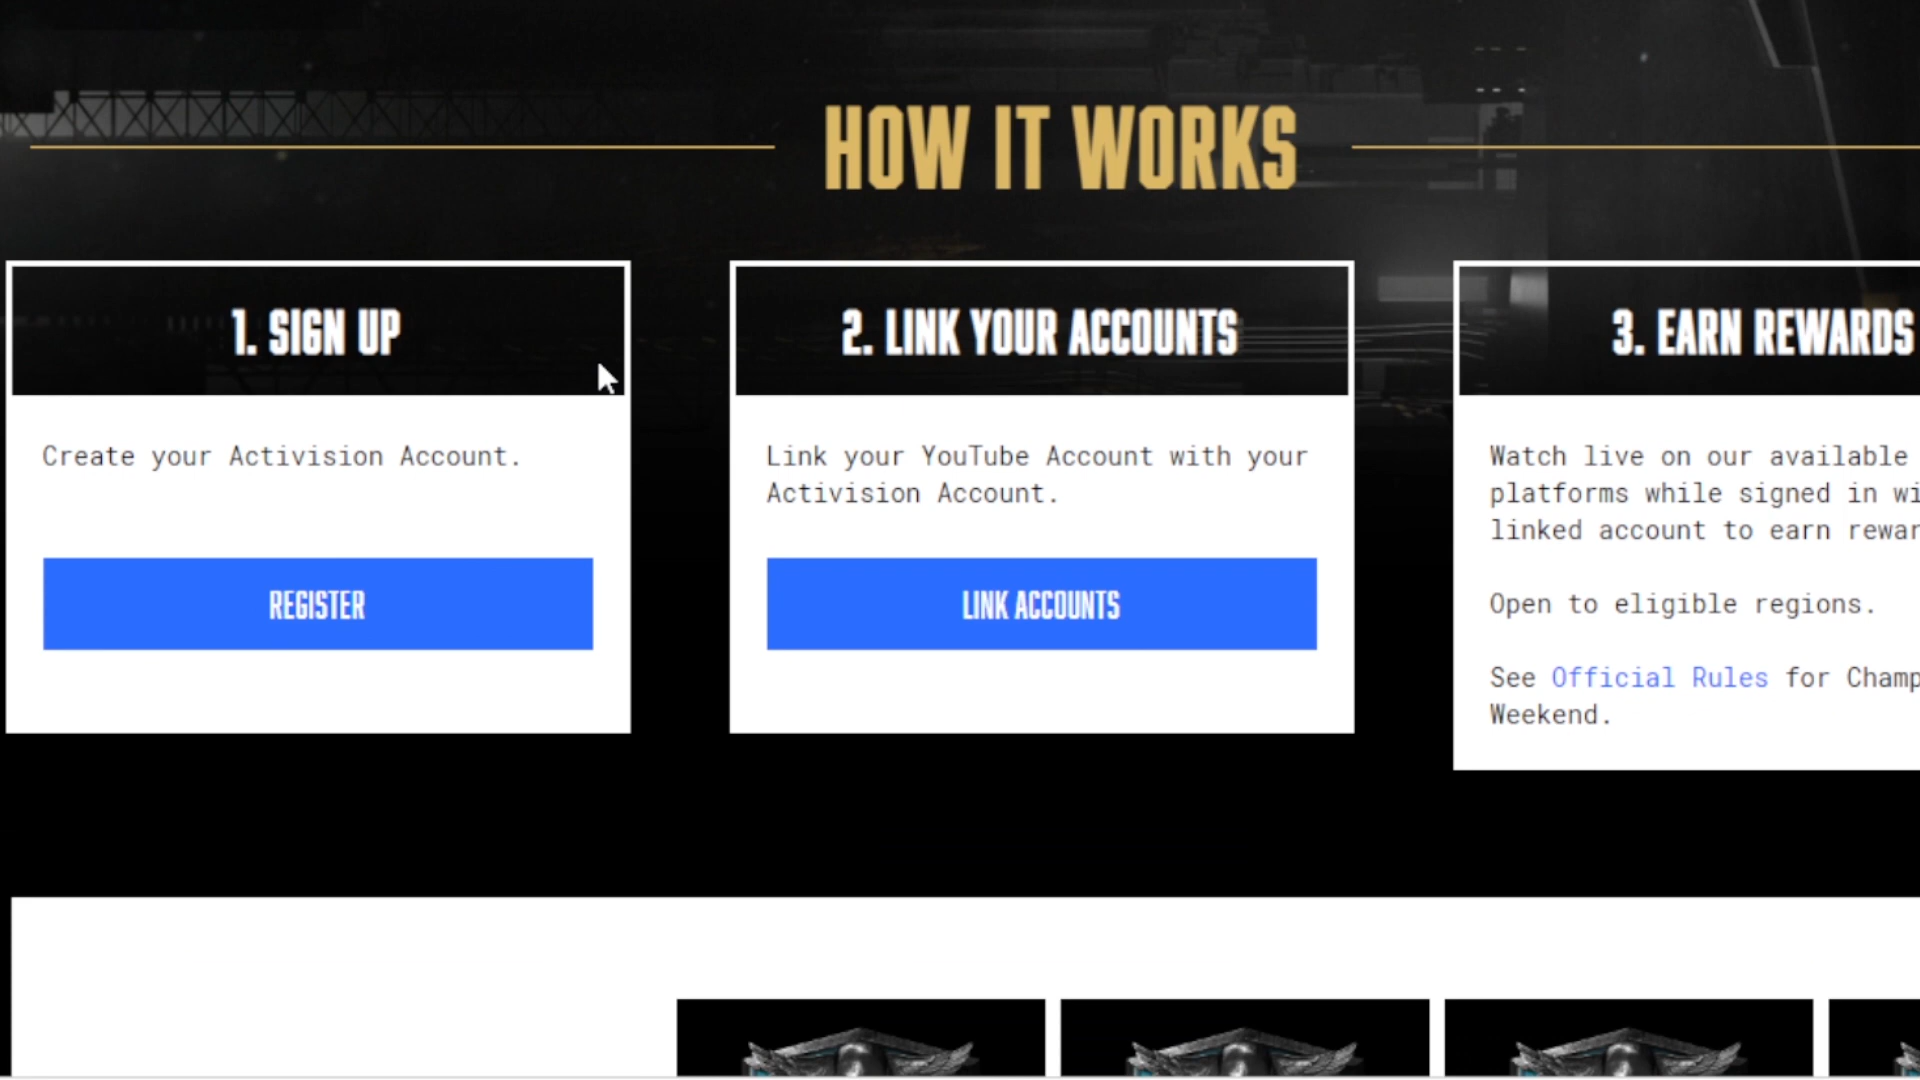 HOW IT WORKS
1. SIGN UP
Create your Activision Account.
REGISTER
2. LINK YOUR ACCOUNTS
Link your YouTube Account with your
Activision Account.
LINK ACCOUNTS
3. EARN REWARDS
Watch live on our available
platforms while signed in
linked account to earn
Open to eligible regions.
See Official Rules for
Weekend.